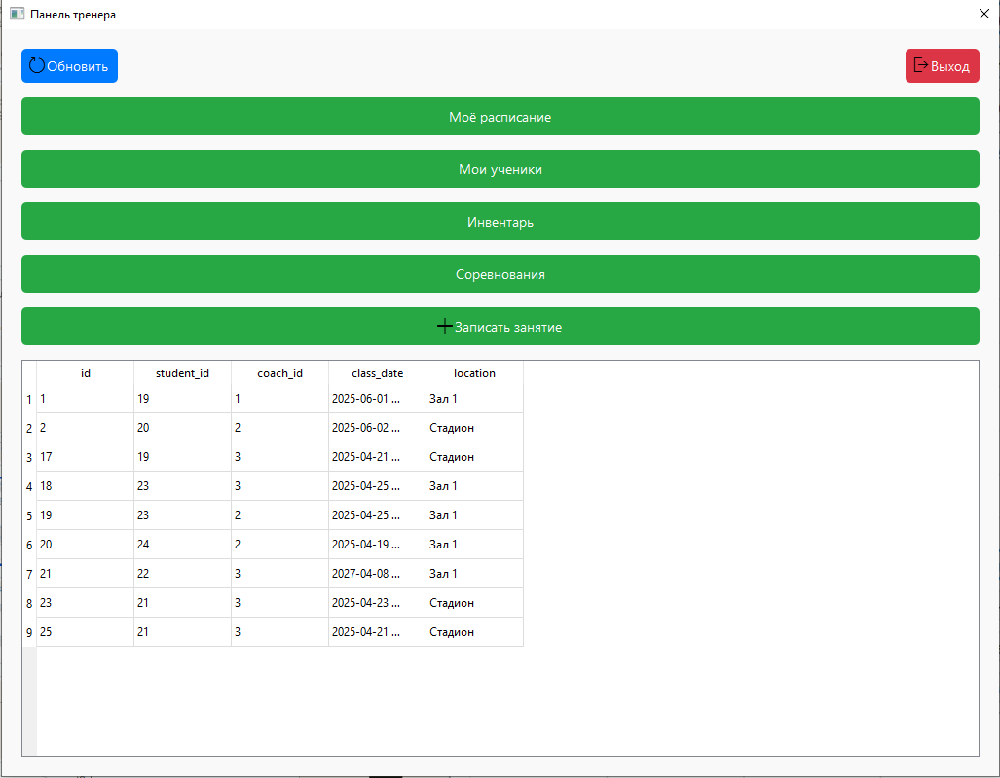 Панель тренера
Обновить Выход
Моё расписание
Мои ученики
Инвентарь
Соревнования
Записать занятие
id student_id coach_id class_date location
1 1 19 1 2025-06-01 ... Зал 1
2 2 20 2 2025-06-02 ... Стадион
3 17 19 3 2025-04-21 ... Стадион
4 18 23 3 2025-04-25 ... Зал 1
5 19 23 2 2025-04-25 ... Зал 1
6 20 24 2 2025-04-19 ... Зал 1
7 21 22 3 2027-04-08 ... Зал 1
8 23 21 3 2025-04-23 ... Стадион
9 25 21 3 2025-04-21 ... Стадион